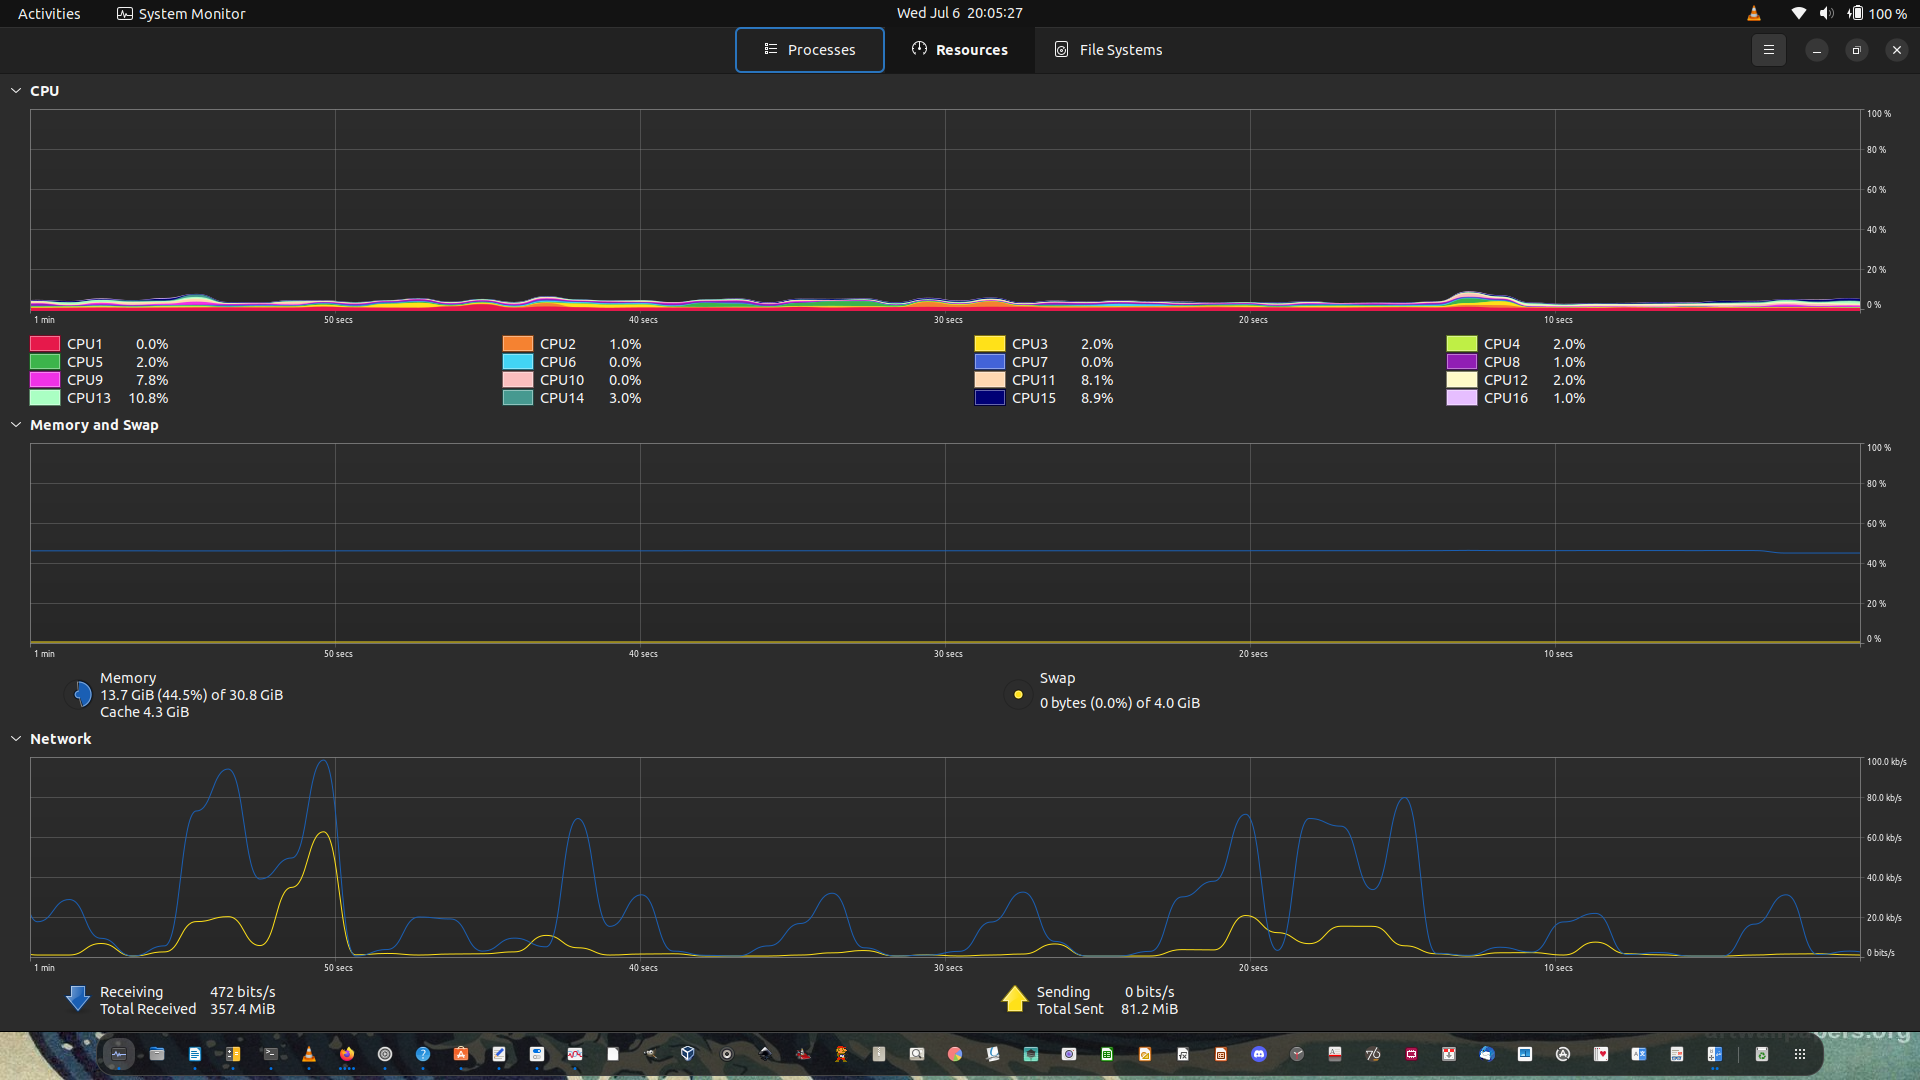 Activities System Monitor Wed Jul 6 20:05:27 100 %
Processes Resources File Systems
CPU
100 %
80 %
60 %
40 %
20 %
0 %
1 min 50 secs 40 secs 30 secs 20 secs 10 secs
CPU1 0.0% CPU2 1.0% CPU3 2.0% CPU4 2.0%
CPU5 2.0% CPU6 0.0% CPU7 0.0% CPU8 1.0%
CPU9 7.8% CPU10 0.0% CPU11 8.1% CPU12 2.0%
CPU13 10.8% CPU14 3.0% CPU15 8.9% CPU16 1.0%
Memory and Swap
100 %
80 %
60 %
40 %
20 %
0 %
1 min 50 secs 40 secs 30 secs 20 secs 10 secs
Memory
13.7 GiB (44.5%) of 30.8 GiB
Cache 4.3 GiB
Swap
0 bytes (0.0%) of 4.0 GiB
Network
100.0 kb/s
80.0 kb/s
60.0 kb/s
40.0 kb/s
20.0 kb/s
0 bits/s
1 min 50 secs 40 secs 30 secs 20 secs 10 secs
Receiving 472 bits/s
Total Received 357.4 MiB
Sending 0 bits/s
Total Sent 81.2 MiB